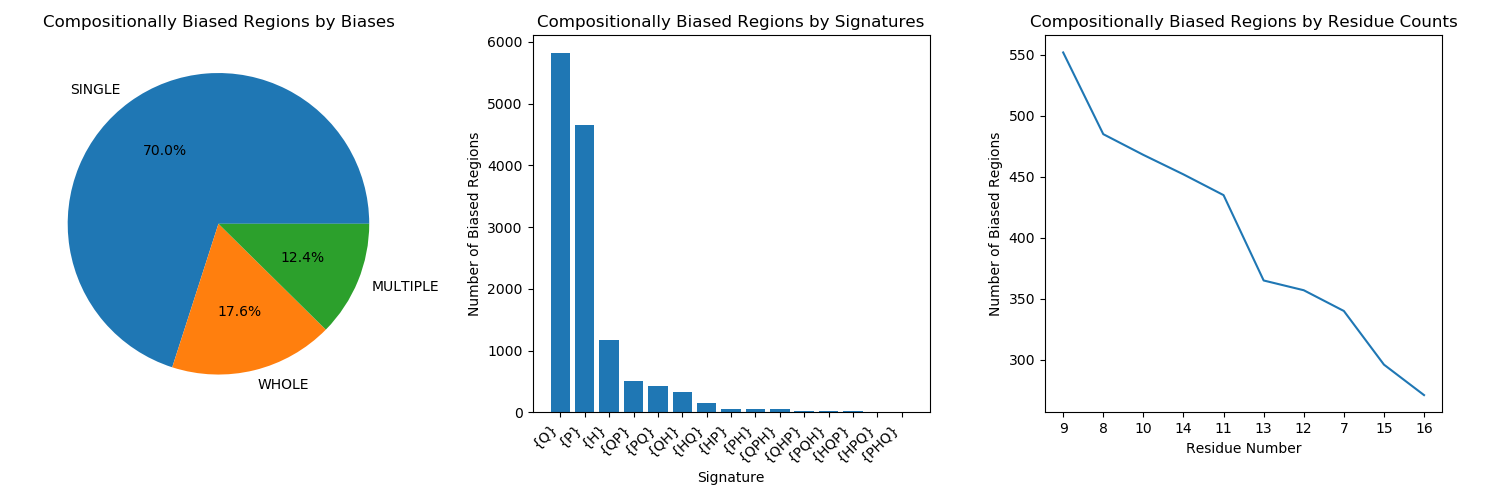 Compositionally Biased Regions by Biases
SINGLE
70.0%
12.4%
MULTIPLE
17.6%
WHOLE
Compositionally Biased Regions by Signatures
Number of Biased Regions
6000
5000
4000
3000
2000
1000
0
{Q} {P} {H} {QP} {PQ} {QH} {HQ} {HP} {PH} {QPH} {QHP} {PQH} {HQP} {HPQ} {PHQ}
Signature
Compositionally Biased Regions by Residue Counts
Number of Biased Regions
550
500
450
400
350
300
9 8 10 14 11 13 12 7 15 16
Residue Number